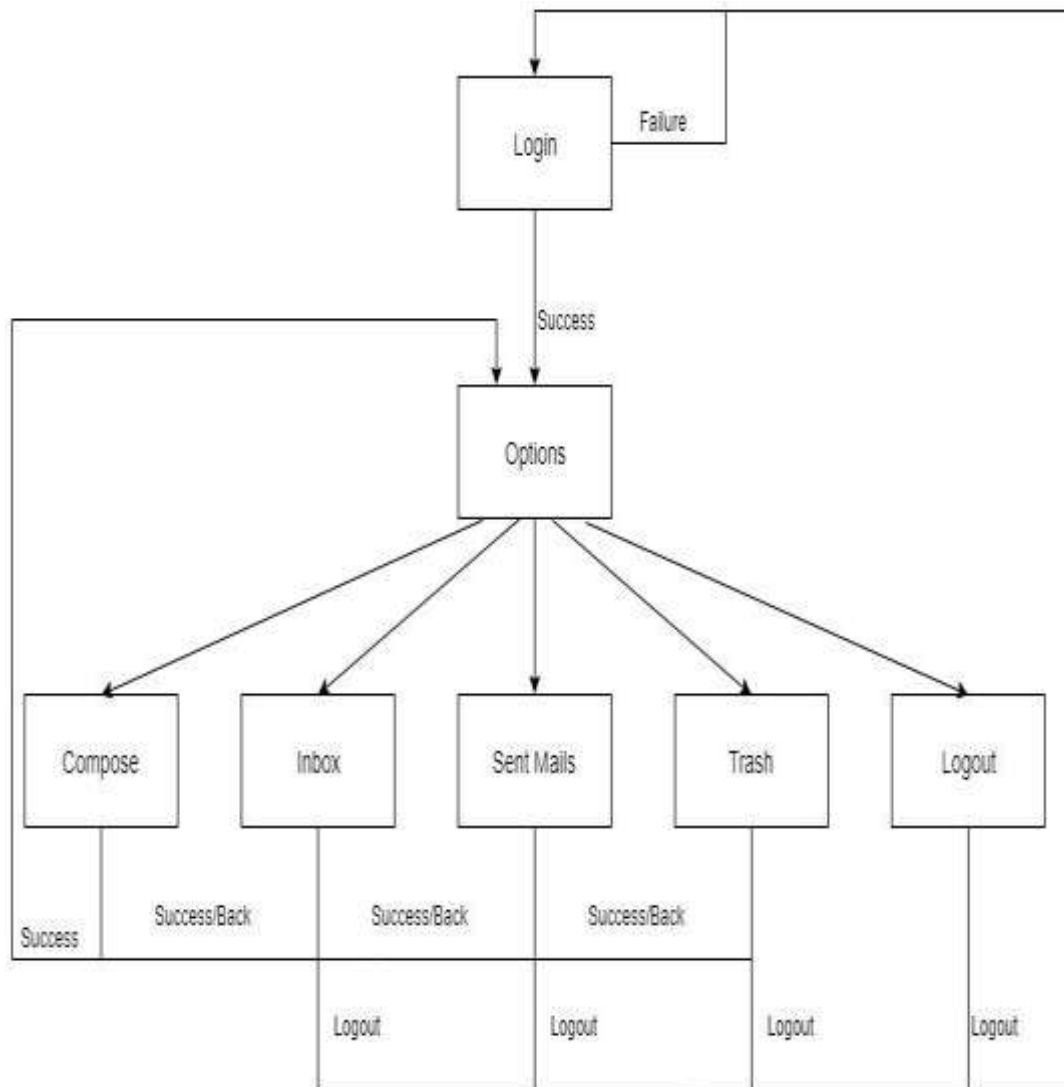 Failure
Login
Success
Options
Compose
Inbox
Sent Mails
Trash
Logout
Success/Back
Success/Back
Success/Back
Success
Logout
Logout
Logout
Logout